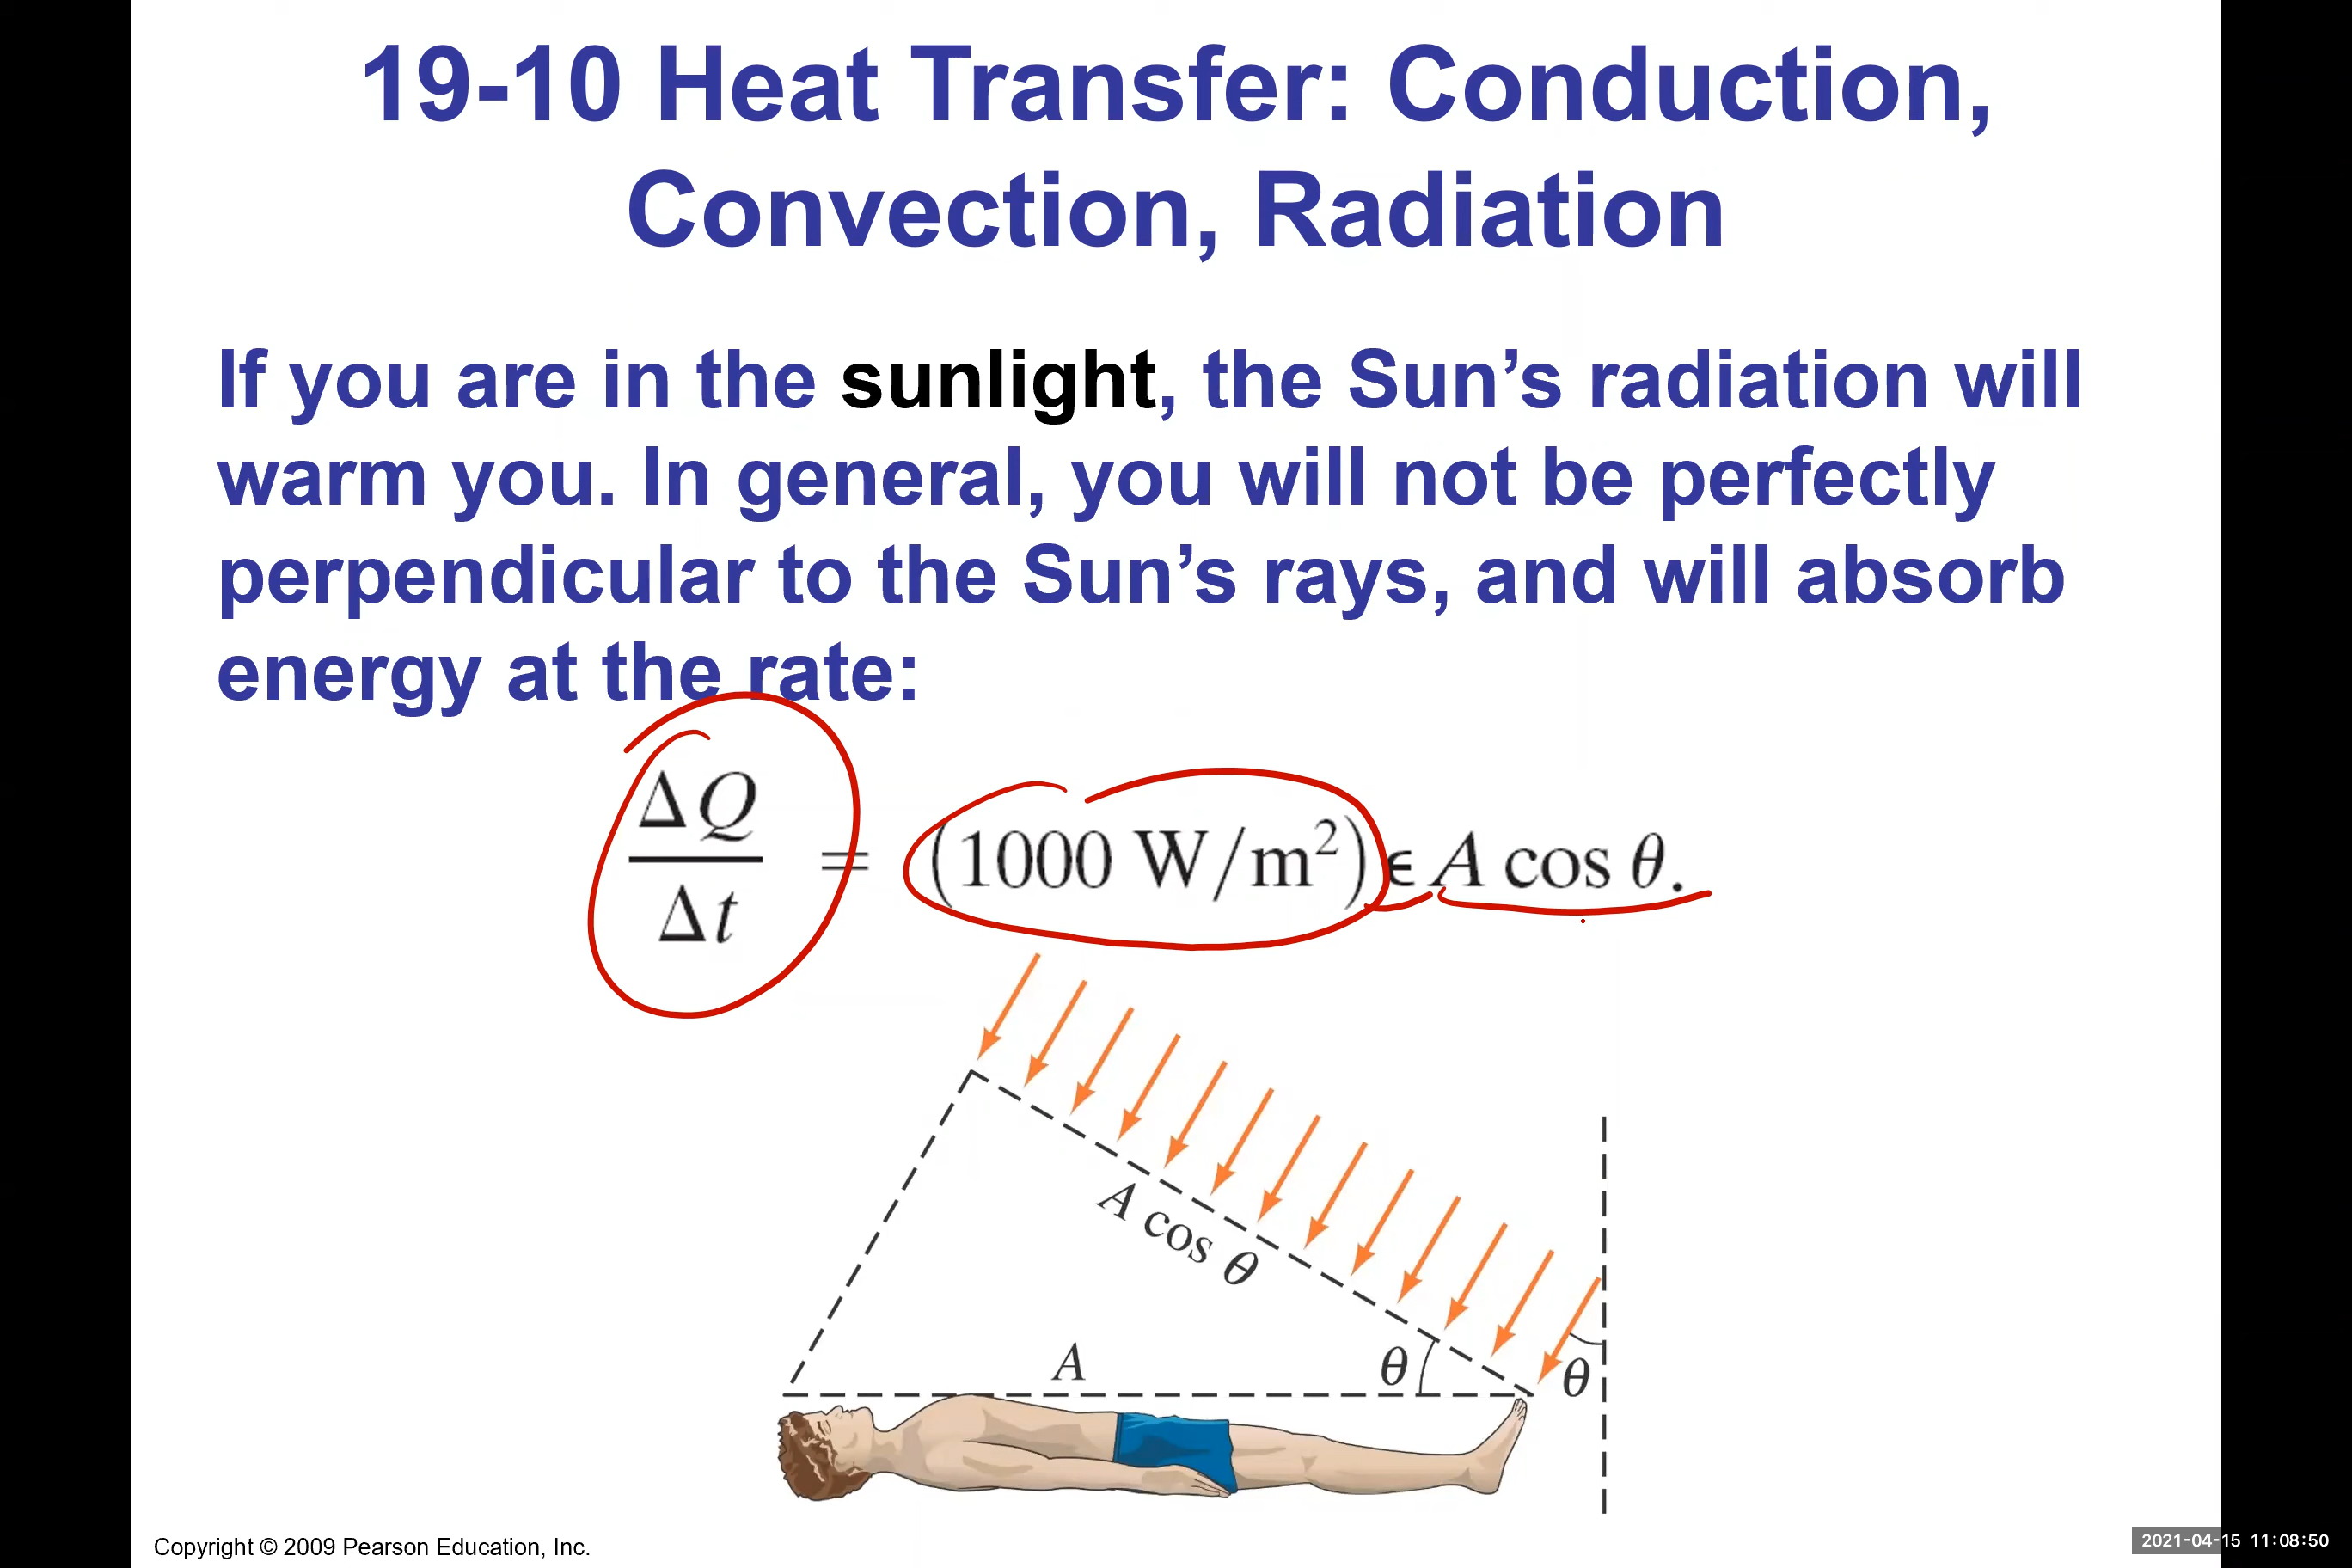 19-10 Heat Transfer: Conduction,
Convection, Radiation
If you are in the sunlight, the Sun’s radiation will
warm you. In general, you will not be perfectly
perpendicular to the Sun’s rays, and will absorb
energy at the rate:
ΔQ/Δt = (1000 W/m²) ϵ A cos θ.
A cos θ
A
θ
θ
Copyright © 2009 Pearson Education, Inc.
2021-04-15 11:08:50